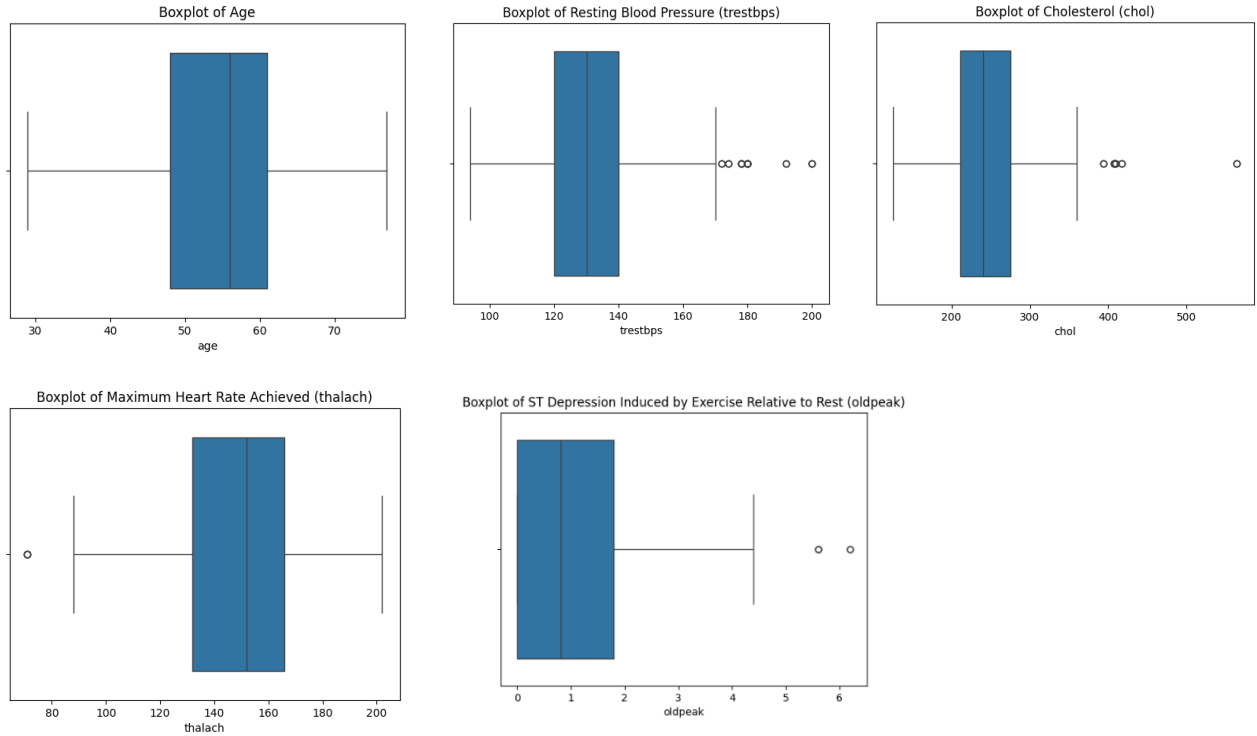 Boxplot of Age
30 40 50 60 70
age
Boxplot of Resting Blood Pressure (trestbps)
100 120 140 160 180 200
trestbps
Boxplot of Cholesterol (chol)
200 300 400 500
chol
Boxplot of Maximum Heart Rate Achieved (thalach)
80 100 120 140 160 180 200
thalach
Boxplot of ST Depression Induced by Exercise Relative to Rest (oldpeak)
0 1 2 3 4 5 6
oldpeak